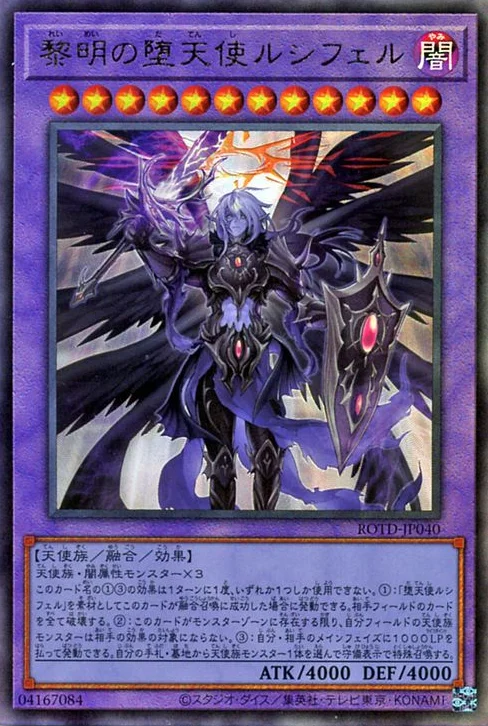 黎明の堕天使ルシフェル
闇
ROTD-JP040
【天使族/融合/効果】
天使族・闇属性モンスター×3
このカード名の①③の効果は1ターンに1度、いずれか1つしか使用できない。①:「堕天使ルシ
フェル」を素材としてこのカードが融合召喚に成功した場合に発動できる。相手フィールドのカード
を全て破壊する。②:このカードがモンスターゾーンに存在する限り、自分フィールドの天使族
モンスターは相手の効果の対象にならない。③:自分・相手のメインフェイズに1000LPを
払って発動できる。自分の手札・墓地から天使族モンスター1体を選んで守備表示で特殊召喚する。
ATK/4000 DEF/4000
04167084
©スタジオ・ダイス/集英社・テレビ東京・KONAMI